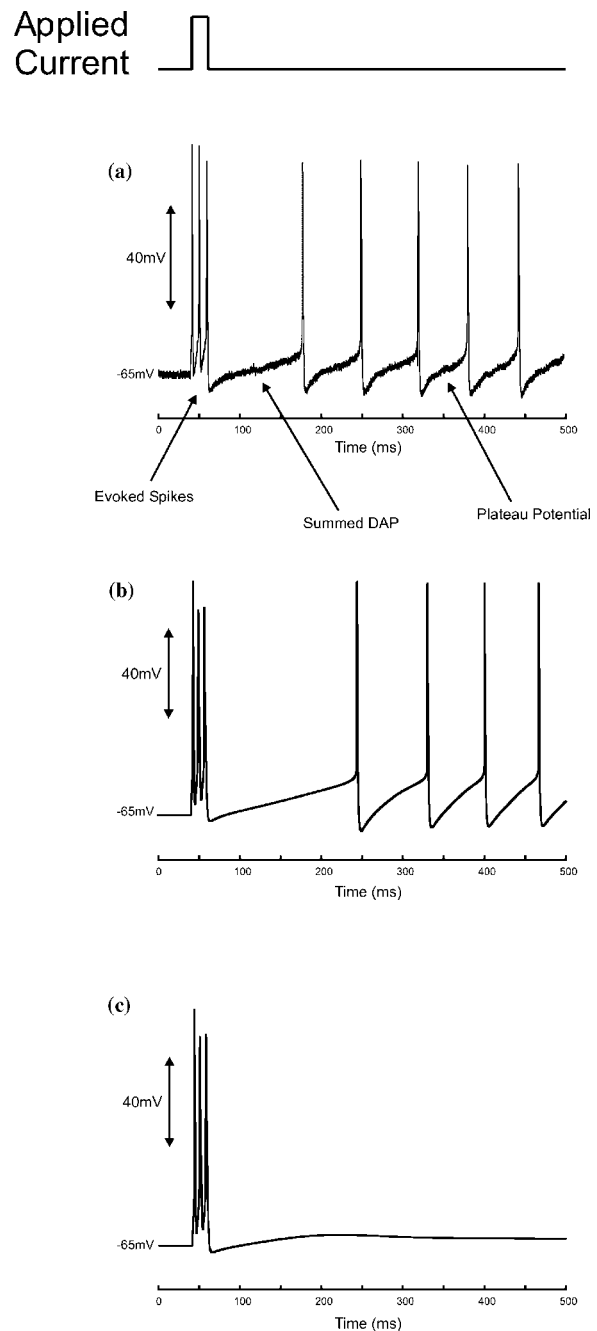 Applied
Current
(a)
40mV
-65mV
0 100 200 300 400 500
Time (ms)
Evoked Spikes
Summed DAP
Plateau Potential
(b)
40mV
-65mV
0 100 200 300 400 500
Time (ms)
(c)
40mV
-65mV
0 100 200 300 400 500
Time (ms)